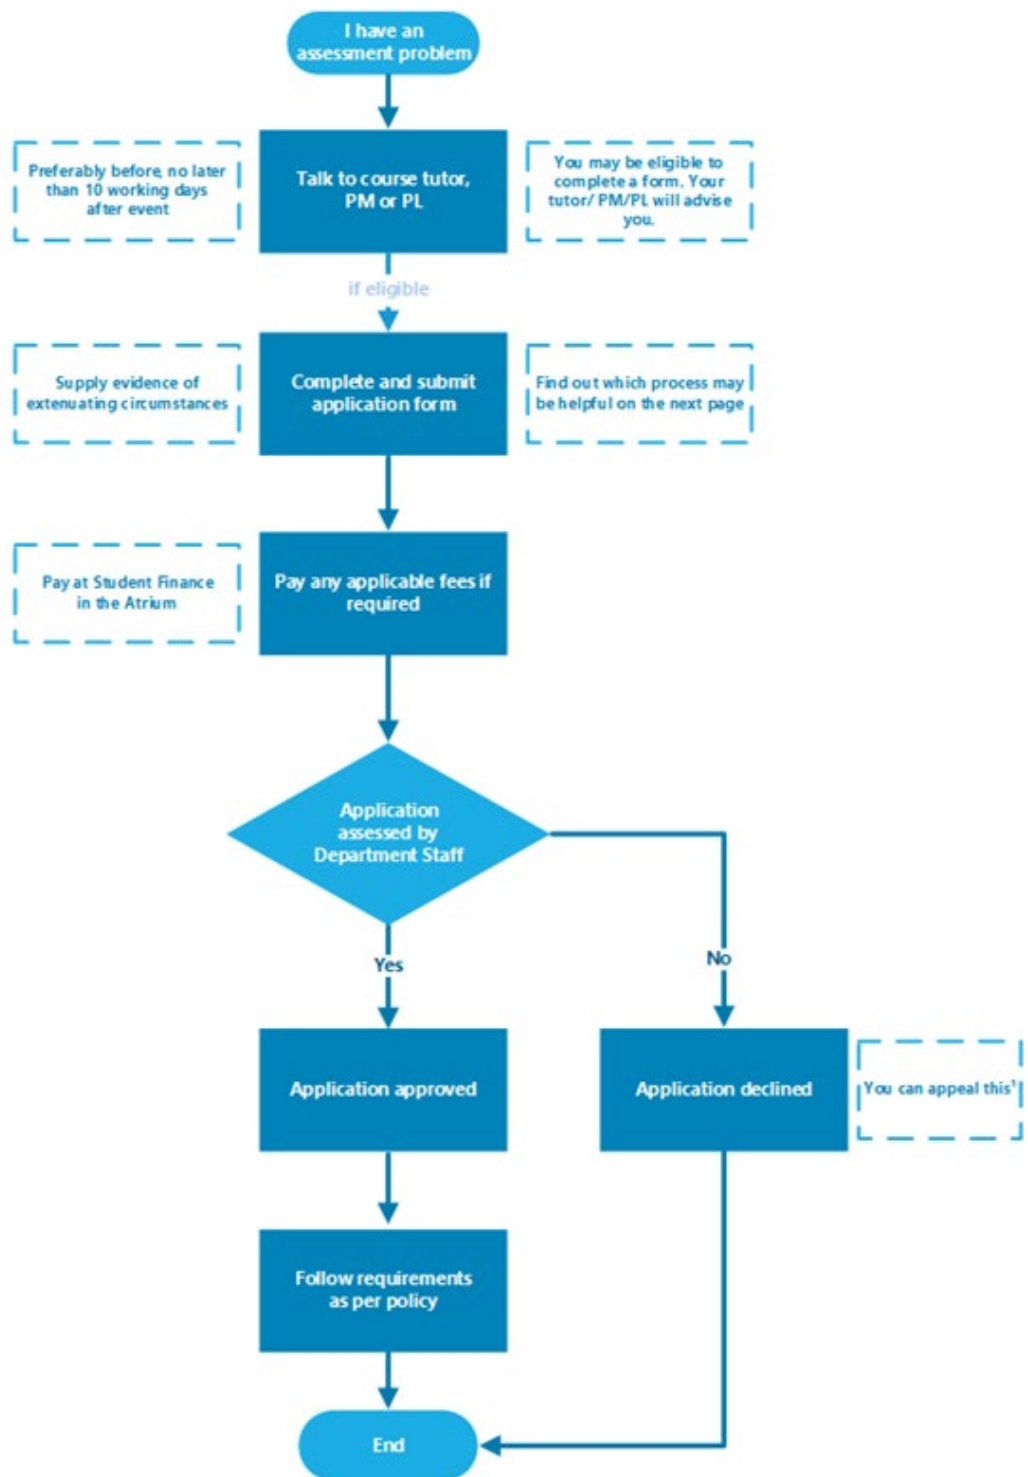 I have an
assessment problem
Preferably before, no later
than 10 working days
after event
Talk to course tutor,
PM or PL
You may be eligible to
complete a form. Your
tutor/ PM/PL will advise
you.
if eligible
Supply evidence of
extenuating circumstances
Complete and submit
application form
Find out which process may
be helpful on the next page
Pay at Student Finance
in the Atrium
Pay any applicable fees if
required
Application
assessed by
Department Staff
Yes
No
Application approved
Application declined
You can appeal this¹
Follow requirements
as per policy
End